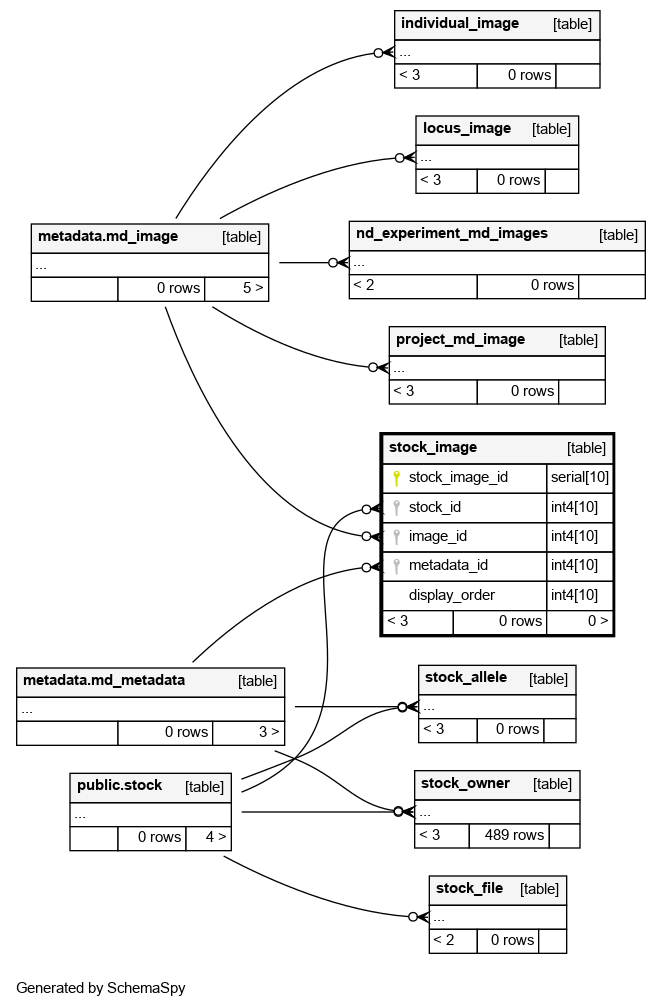 individual_image [table]
...
< 3 0 rows
locus_image [table]
...
< 3 0 rows
metadata.md_image [table]
...
0 rows 5 >
nd_experiment_md_images [table]
...
< 2 0 rows
project_md_image [table]
...
< 3 0 rows
stock_image [table]
stock_image_id serial[10]
stock_id int4[10]
image_id int4[10]
metadata_id int4[10]
display_order int4[10]
< 3 0 rows 0 >
metadata.md_metadata [table]
...
0 rows 3 >
stock_allele [table]
...
< 3 0 rows
public.stock [table]
...
0 rows 4 >
stock_owner [table]
...
< 3 489 rows
stock_file [table]
...
< 2 0 rows
Generated by SchemaSpy